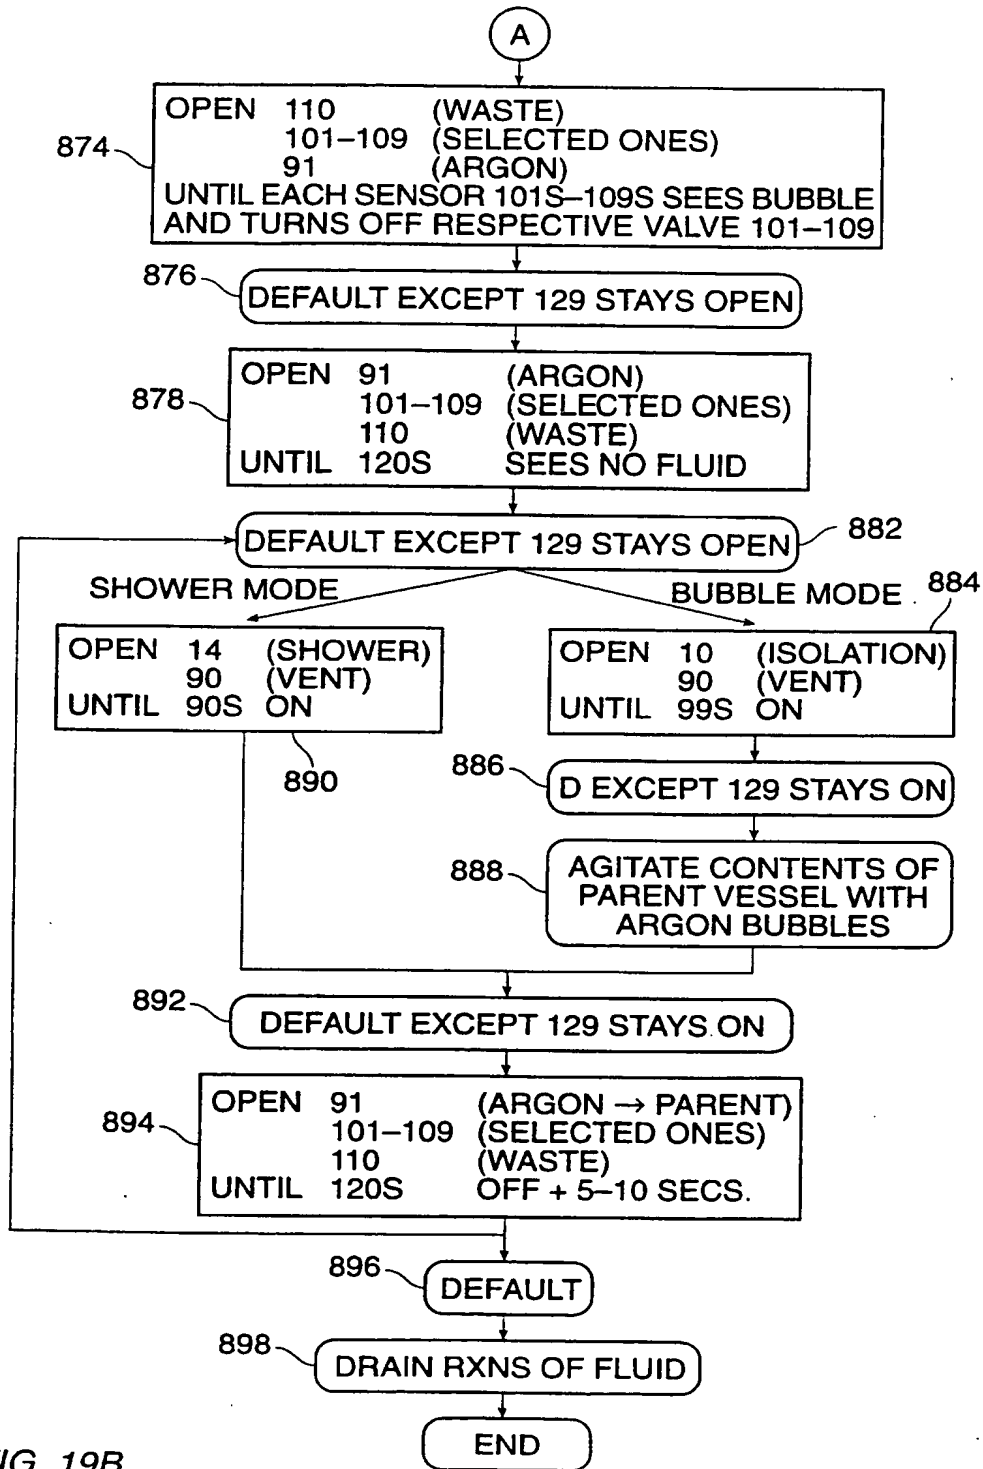 A
874
OPEN 110 (WASTE)
101–109 (SELECTED ONES)
91 (ARGON)
UNTIL EACH SENSOR 101S–109S SEES BUBBLE
AND TURNS OFF RESPECTIVE VALVE 101–109
876
DEFAULT EXCEPT 129 STAYS OPEN
878
OPEN 91 (ARGON)
101–109 (SELECTED ONES)
110 (WASTE)
UNTIL 120S SEES NO FLUID
DEFAULT EXCEPT 129 STAYS OPEN
882
SHOWER MODE
BUBBLE MODE
884
OPEN 14 (SHOWER)
90 (VENT)
UNTIL 90S ON
890
OPEN 10 (ISOLATION)
90 (VENT)
UNTIL 99S ON
886
D EXCEPT 129 STAYS ON
888
AGITATE CONTENTS OF
PARENT VESSEL WITH
ARGON BUBBLES
892
DEFAULT EXCEPT 129 STAYS ON
894
OPEN 91 (ARGON → PARENT)
101–109 (SELECTED ONES)
110 (WASTE)
UNTIL 120S OFF + 5–10 SECS.
896
DEFAULT
898
DRAIN RXNS OF FLUID
END
FIG. 19B